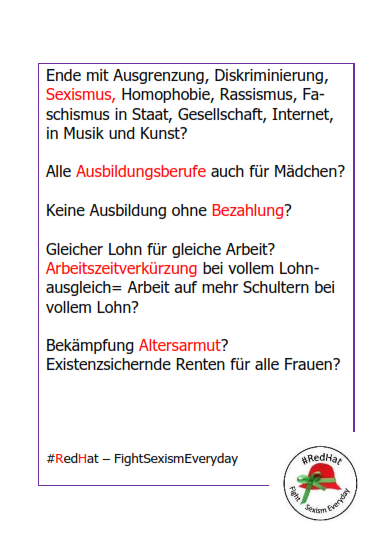 Ende mit Ausgrenzung, Diskriminierung,
Sexismus, Homophobie, Rassismus, Fa-
schismus in Staat, Gesellschaft, Internet,
in Musik und Kunst?
Alle Ausbildungsberufe auch für Mädchen?
Keine Ausbildung ohne Bezahlung?
Gleicher Lohn für gleiche Arbeit?
Arbeitszeitverkürzung bei vollem Lohn-
ausgleich= Arbeit auf mehr Schultern bei
vollem Lohn?
Bekämpfung Altersarmut?
Existenzsichernde Renten für alle Frauen?
#RedHat – FightSexismEveryday
#RedHat
Fight - Sexism Everyday